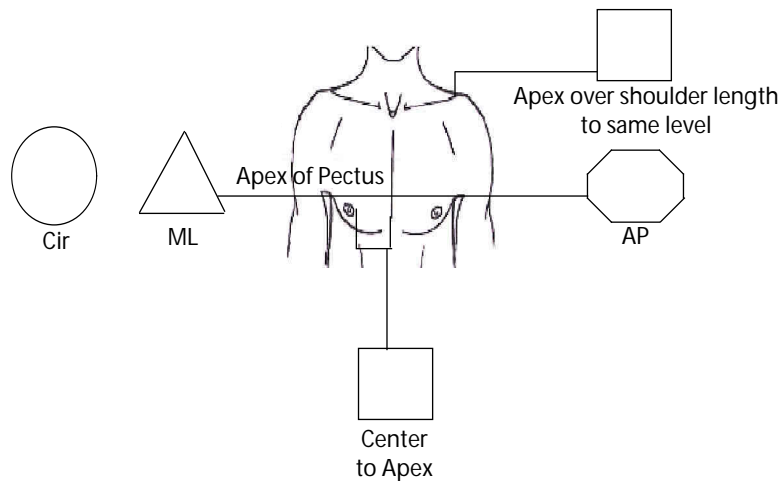 Apex over shoulder length
to same level
Apex of Pectus
Cir
ML
AP
Center
to Apex